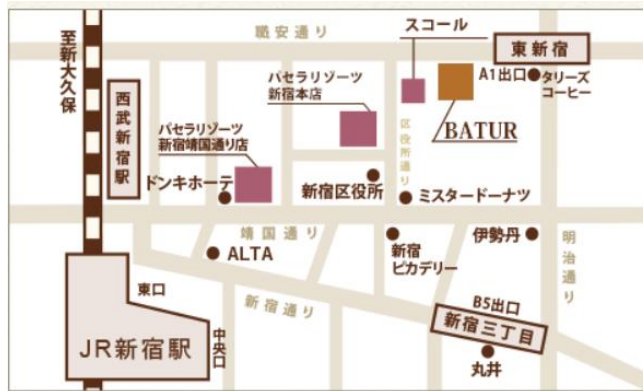 職安通り
スコール
東新宿
至新大久保
西武新宿駅
パセラリゾーツ
新宿本店
A1出口
タリーズ
コーヒー
BATUR
パセラリゾーツ
新宿靖国通り店
区役所通り
ドンキホーテ
新宿区役所
ミスタードーナツ
靖国通り
ALTA
新宿
ピカデリー
伊勢丹
明治通り
東口
新宿通り
B5出口
新宿三丁目
中央口
JR新宿駅
丸井